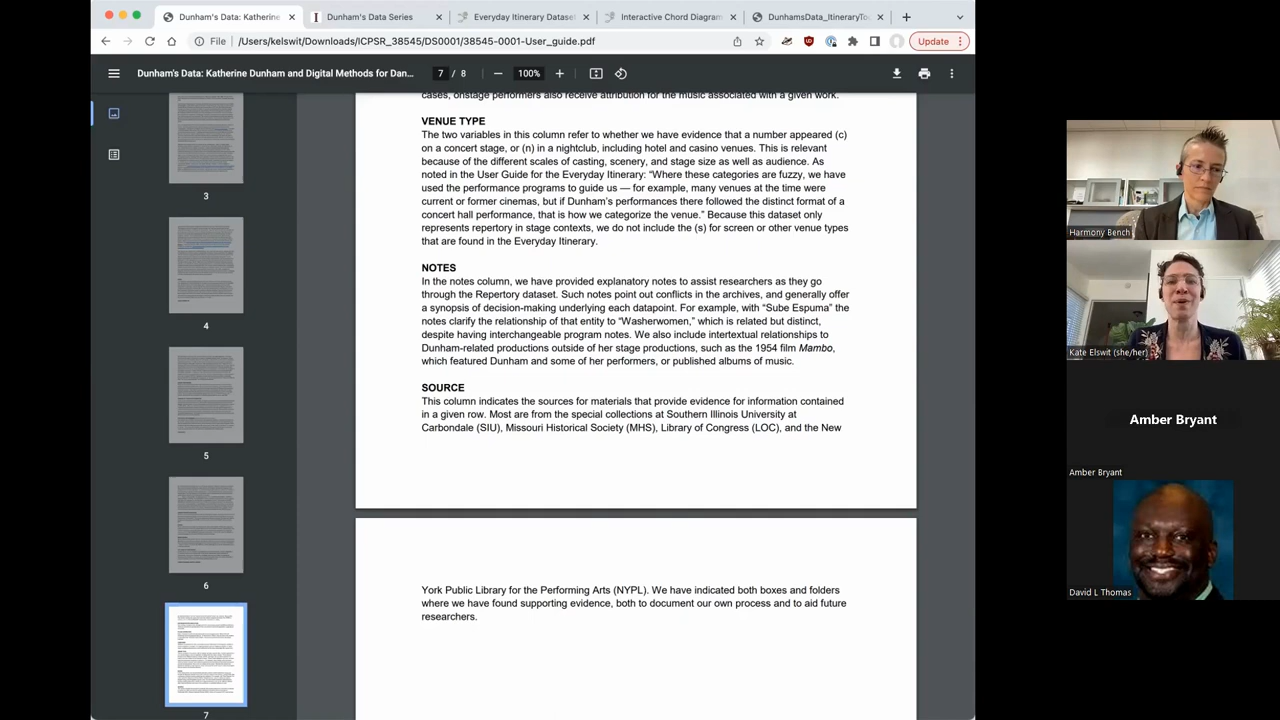 Dunham's Data: Katherine
Dunham's Data Series
Everyday Itinerary Dataset
Interactive Chord Diagram
DunhamsData_ItineraryToo
File
/Users/kelswit/Downloads/ICPSR_38545/DS0001/38545-0001-User_guide.pdf
Update
Dunham's Data: Katherine Dunham and Digital Methods for Dan...
7 / 8
100%
3
4
5
6
7
cases, onstage performers also receive attribution for the music associated with a given work.
VENUE TYPE
The two variables in this column refer to whether we have evidence that a number appeared (c)
on a concert stage, or (n) in a nightclub, including hotel and casino venues. This is relevant
because of the different scales of casting, scenery, and stage size as well as audience. As
noted in the User Guide for the Everyday Itinerary: “Where these categories are fuzzy, we have
used the performance programs to guide us — for example, many venues at the time were
current or former cinemas, but if Dunham’s performances there followed the distinct format of a
concert hall performance, that is how we categorize the venue.” Because this dataset only
represents repertory in stage contexts, we do not include the (s) for screen or other venue types
that are found in the Everyday Itinerary.
NOTES
In the notes column, we have provided explanatory notes to assist researchers as they go
through the Repertory dataset. Such notes point out conflicts in the archives, and generally offer
a synopsis of decision-making underlying each datapoint. For example, with “Sube Espuma” the
notes clarify the relationship of that entity to “Washerwomen,” which is related but distinct,
despite having interchangeable program notes. We also include intertextual relationships to
Dunham-related productions outside of her stage productions, such as the 1954 film Mambo,
which featured Dunham and some of her performers, or published albums of music.
SOURCE
This column indicates the sources for materials that provide evidence for information contained
in a given row. Most are from the special collections at Southern Illinois University at
Carbondale (SIU), Missouri Historical Society (MHS), Library of Congress (LOC), and the New
York Public Library for the Performing Arts (NYPL). We have indicated both boxes and folders
where we have found supporting evidence, both to document our own process and to aid future
researchers.
Harmony Bench
Kate Elswit (she/her)
Amber Bryant
Amber Bryant
David L Thomas